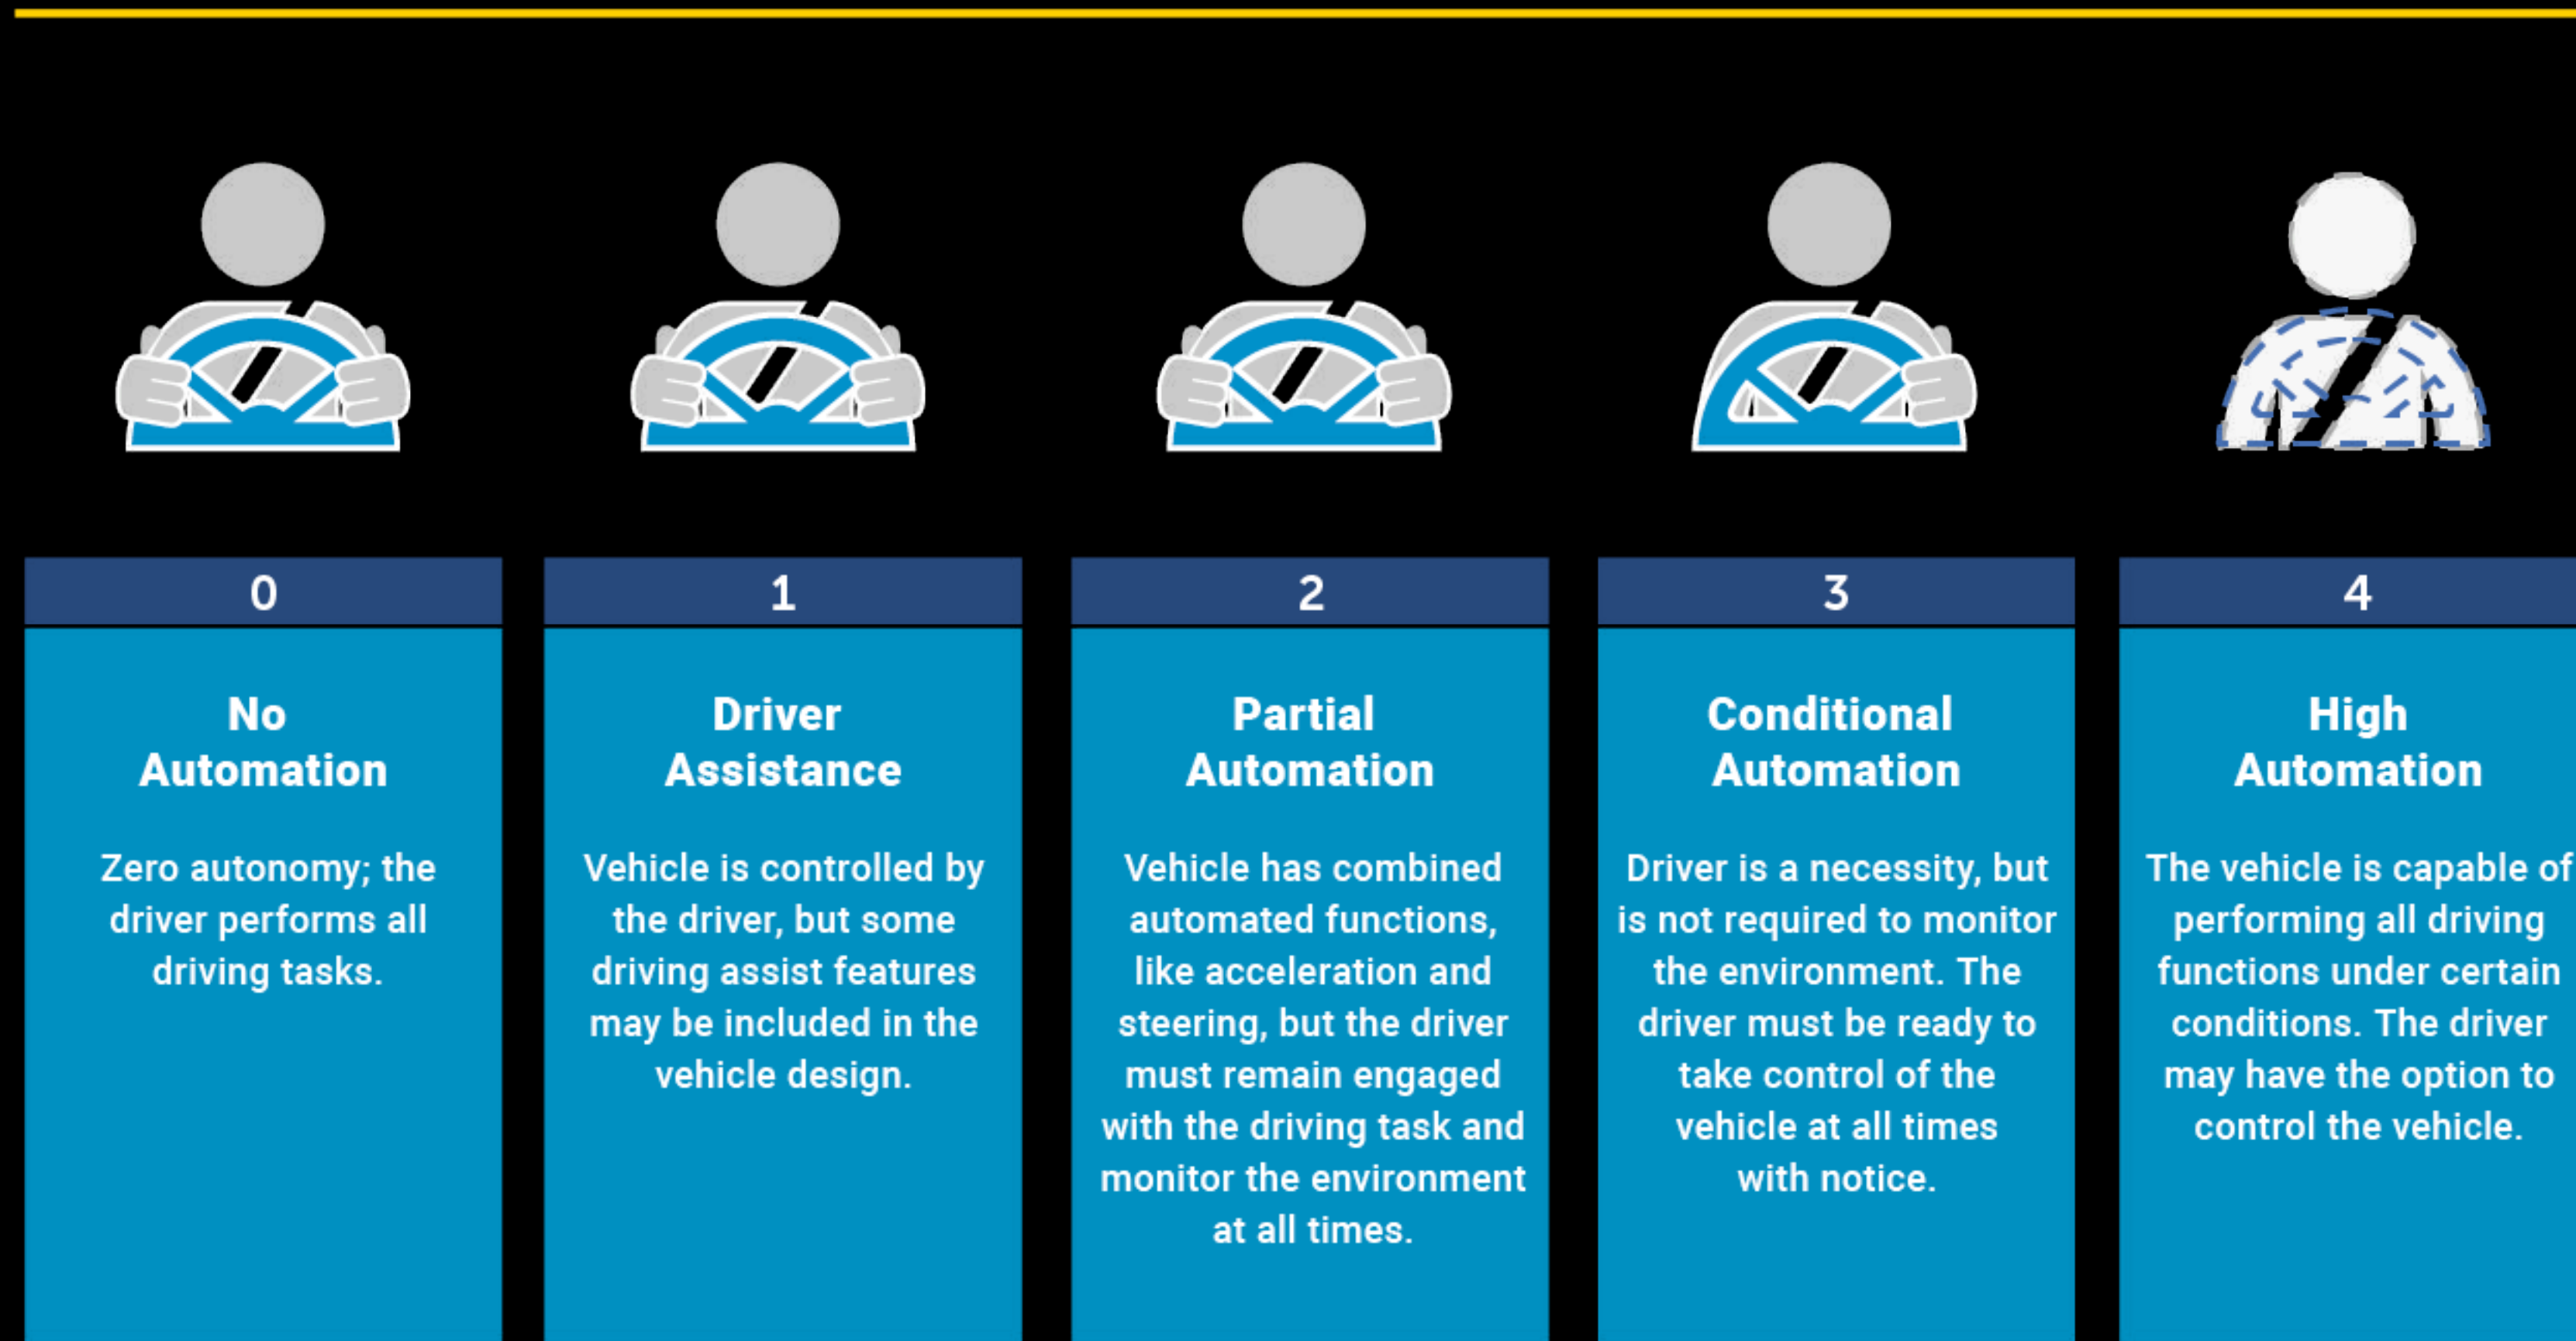 0
No
Automation
Zero autonomy; the
driver performs all
driving tasks.
1
Driver
Assistance
Vehicle is controlled by
the driver, but some
driving assist features
may be included in the
vehicle design.
2
Partial
Automation
Vehicle has combined
automated functions,
like acceleration and
steering, but the driver
must remain engaged
with the driving task and
monitor the environment
at all times.
3
Conditional
Automation
Driver is a necessity, but
is not required to monitor
the environment. The
driver must be ready to
take control of the
vehicle at all times
with notice.
4
High
Automation
The vehicle is capable of
performing all driving
functions under certain
conditions. The driver
may have the option to
control the vehicle.